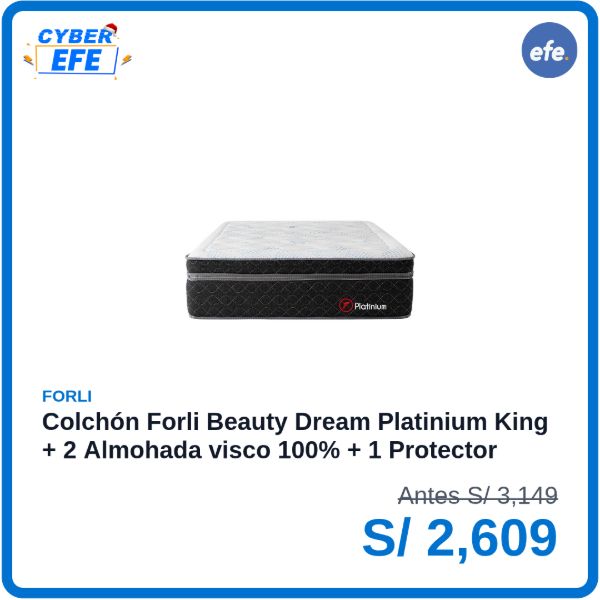 CYBER
EFE
efe.
Platinium
FORLI
Colchón Forli Beauty Dream Platinium King
+ 2 Almohada visco 100% + 1 Protector
Antes S/ 3,149
S/ 2,609